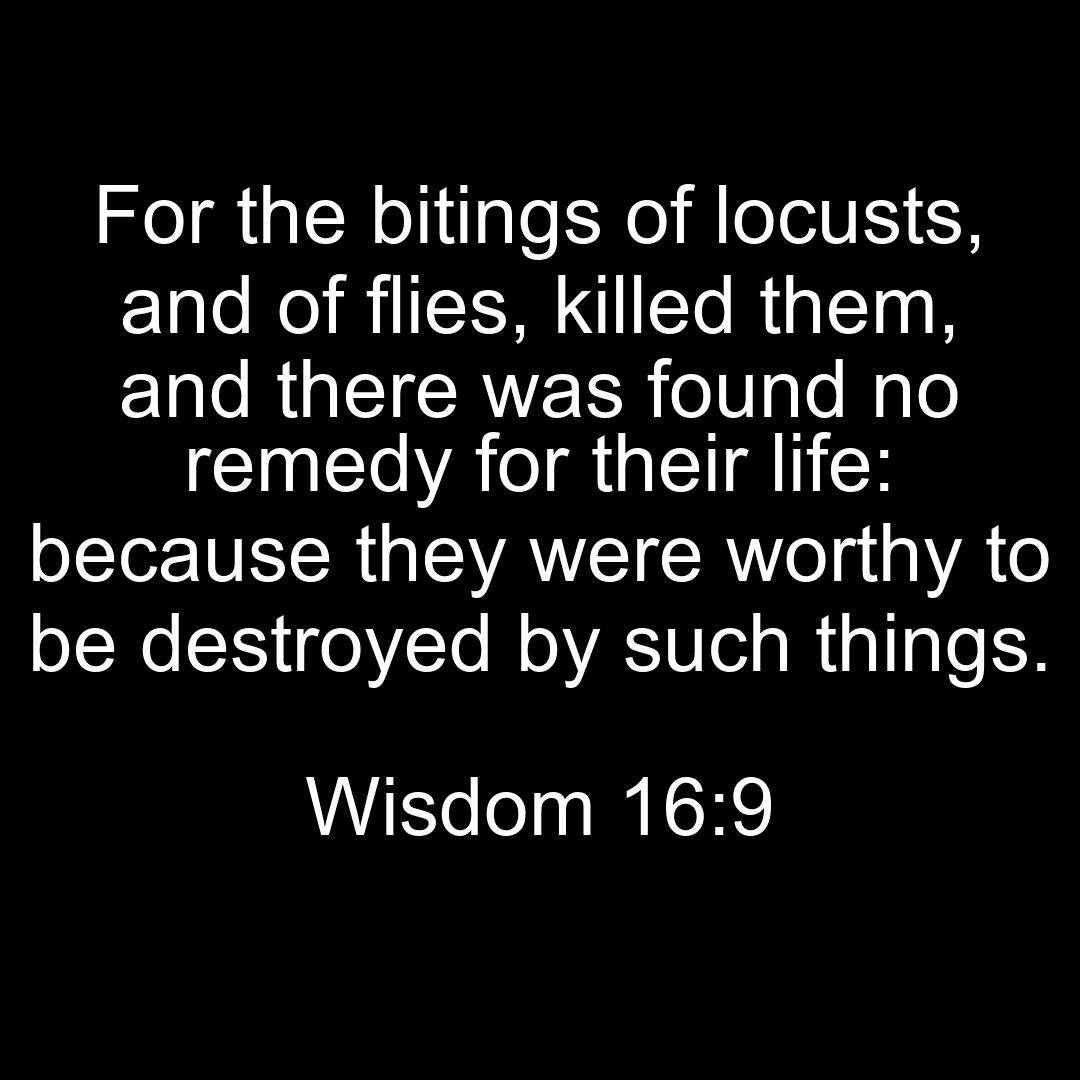 For the bitings of locusts,
and of flies, killed them,
and there was found no
remedy for their life:
because they were worthy to
be destroyed by such things.
Wisdom 16:9